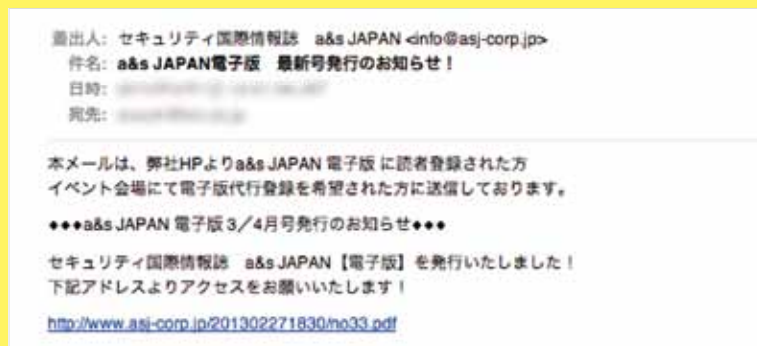 差出人: セキュリティ国際情報誌 a&s JAPAN <info@asj-corp.jp>
件名: a&s JAPAN電子版 最新号発行のお知らせ!
日時:
宛先:
本メールは、弊社HPよりa&s JAPAN 電子版 に読者登録された方
イベント会場にて電子版代行登録を希望された方に送信しております。
◆◆◆a&s JAPAN 電子版 3/4月号発行のお知らせ◆◆◆
セキュリティ国際情報誌 a&s JAPAN【電子版】を発行いたしました!
下記アドレスよりアクセスをお願いいたします!
http://www.asj-corp.jp/201302271830/no33.pdf